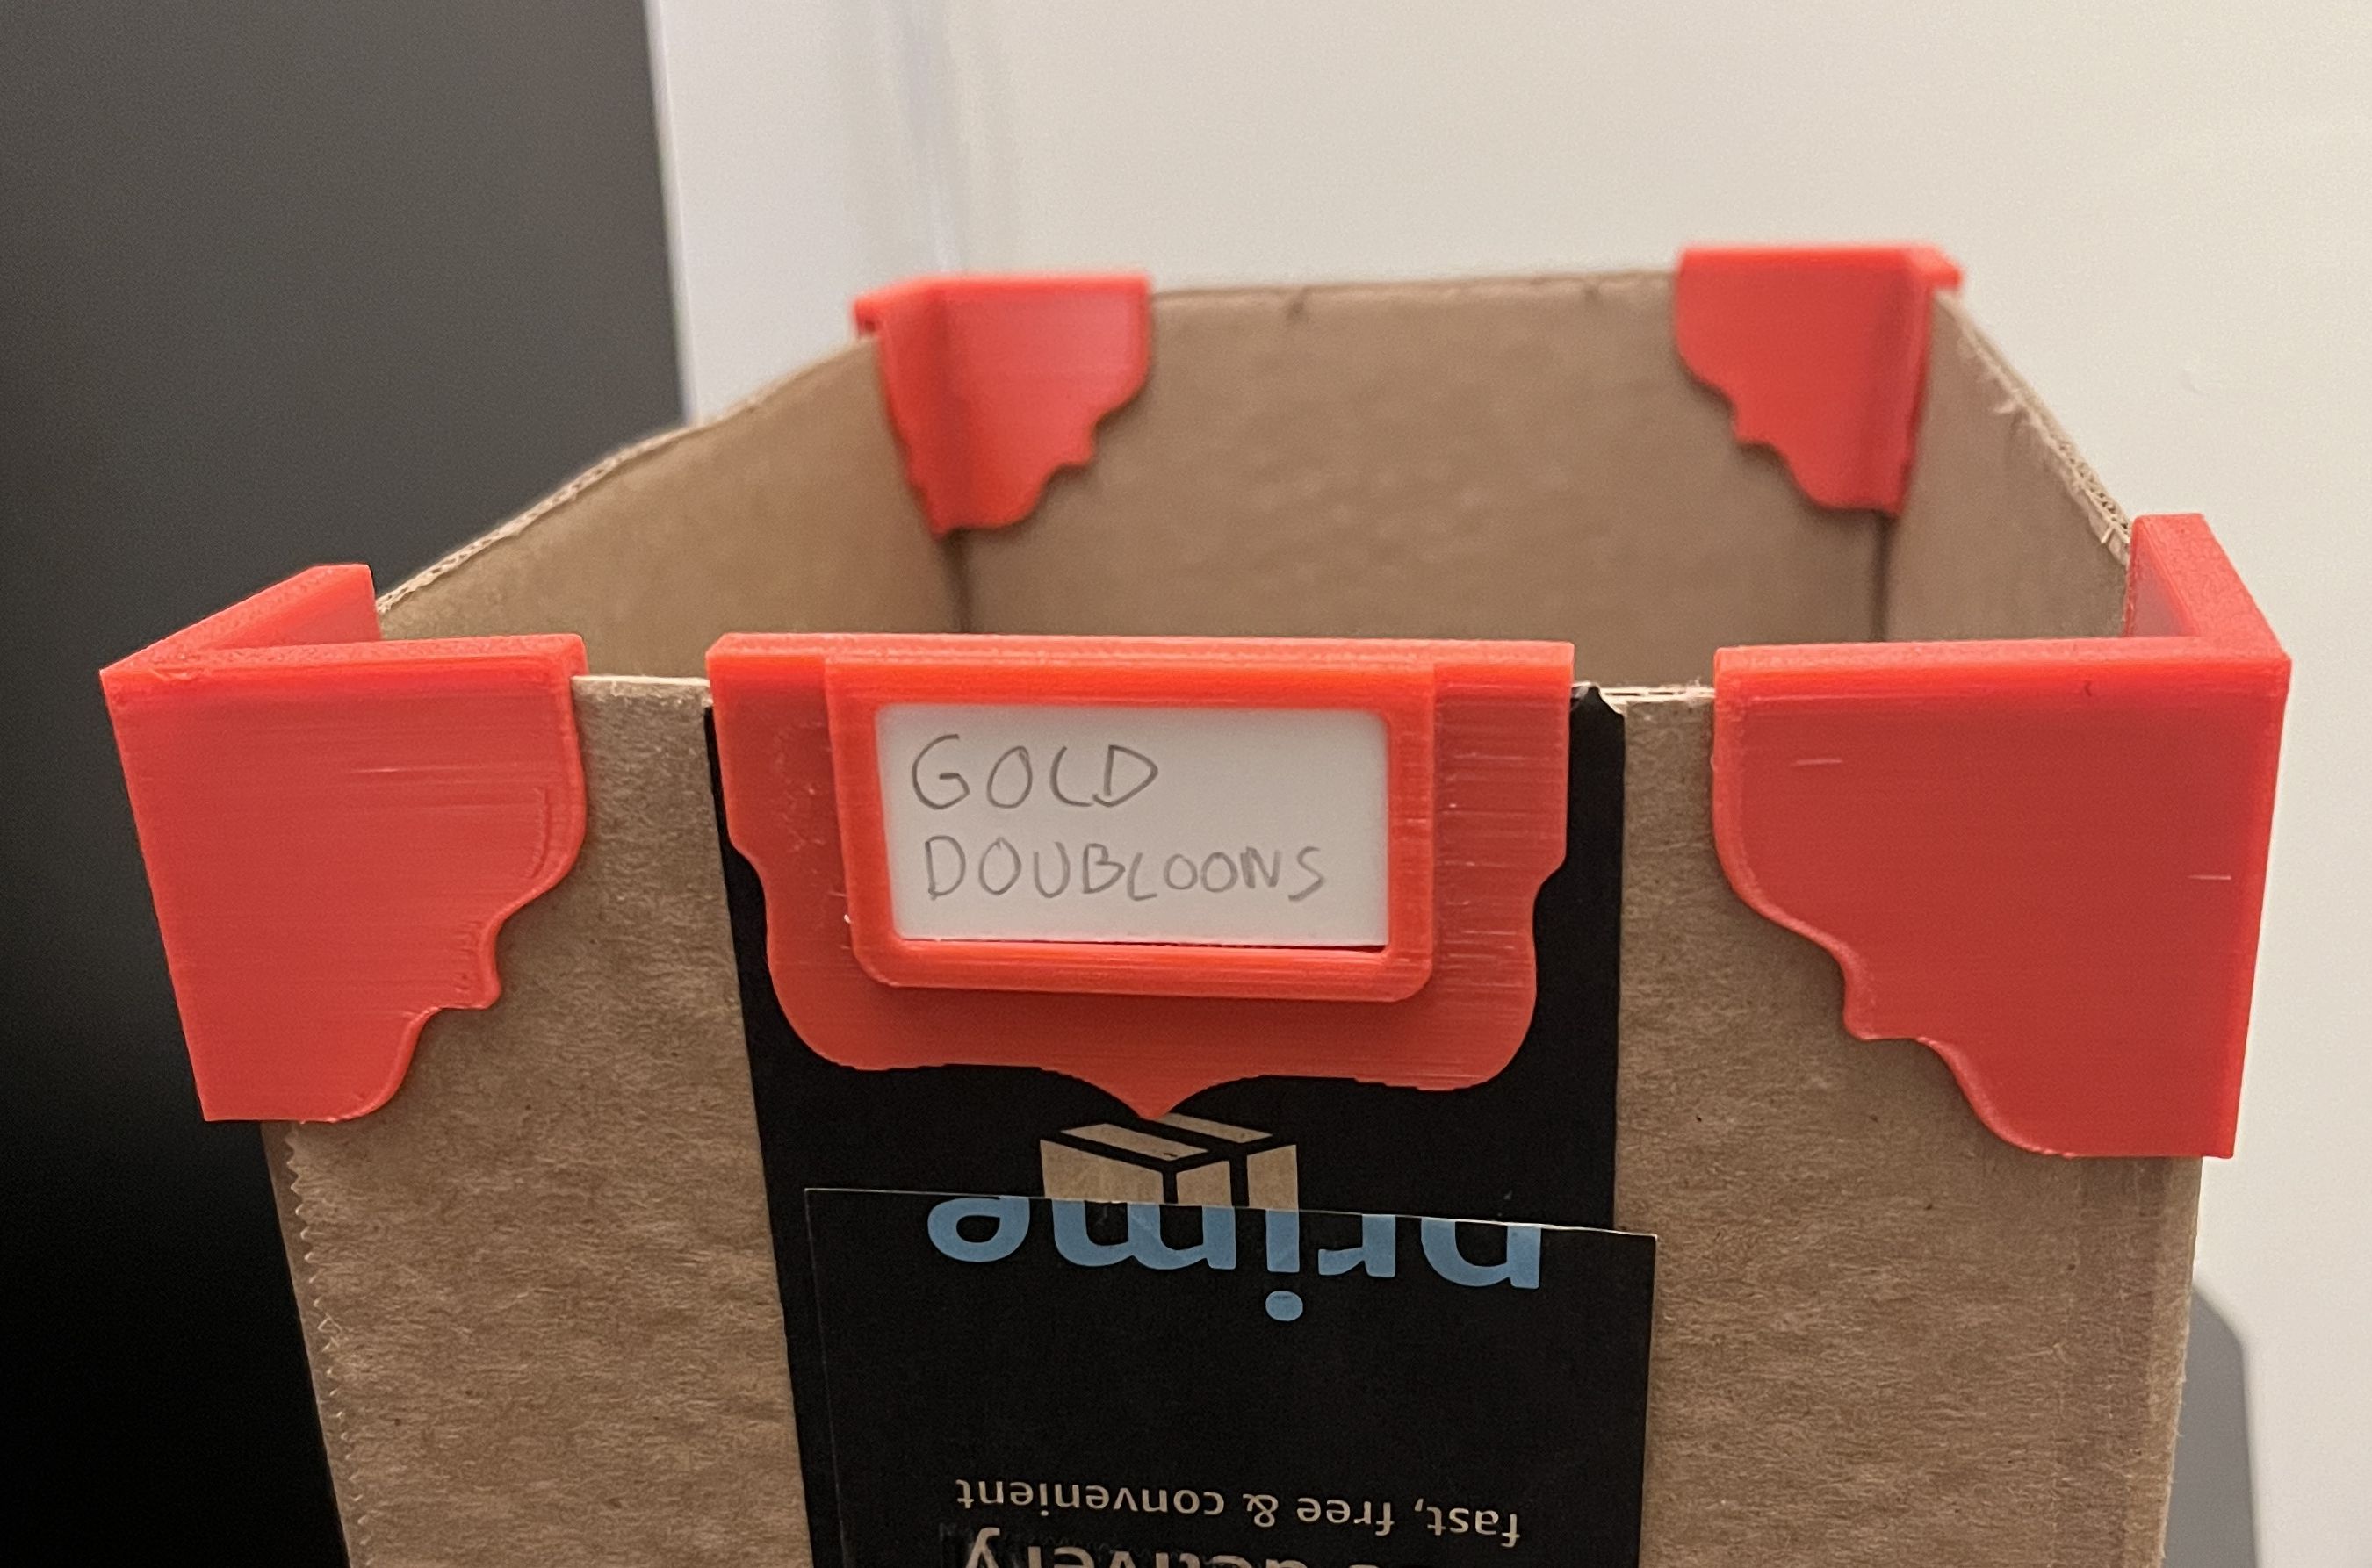 GOLD
DOUBLOONS
prime
fast, free & convenient